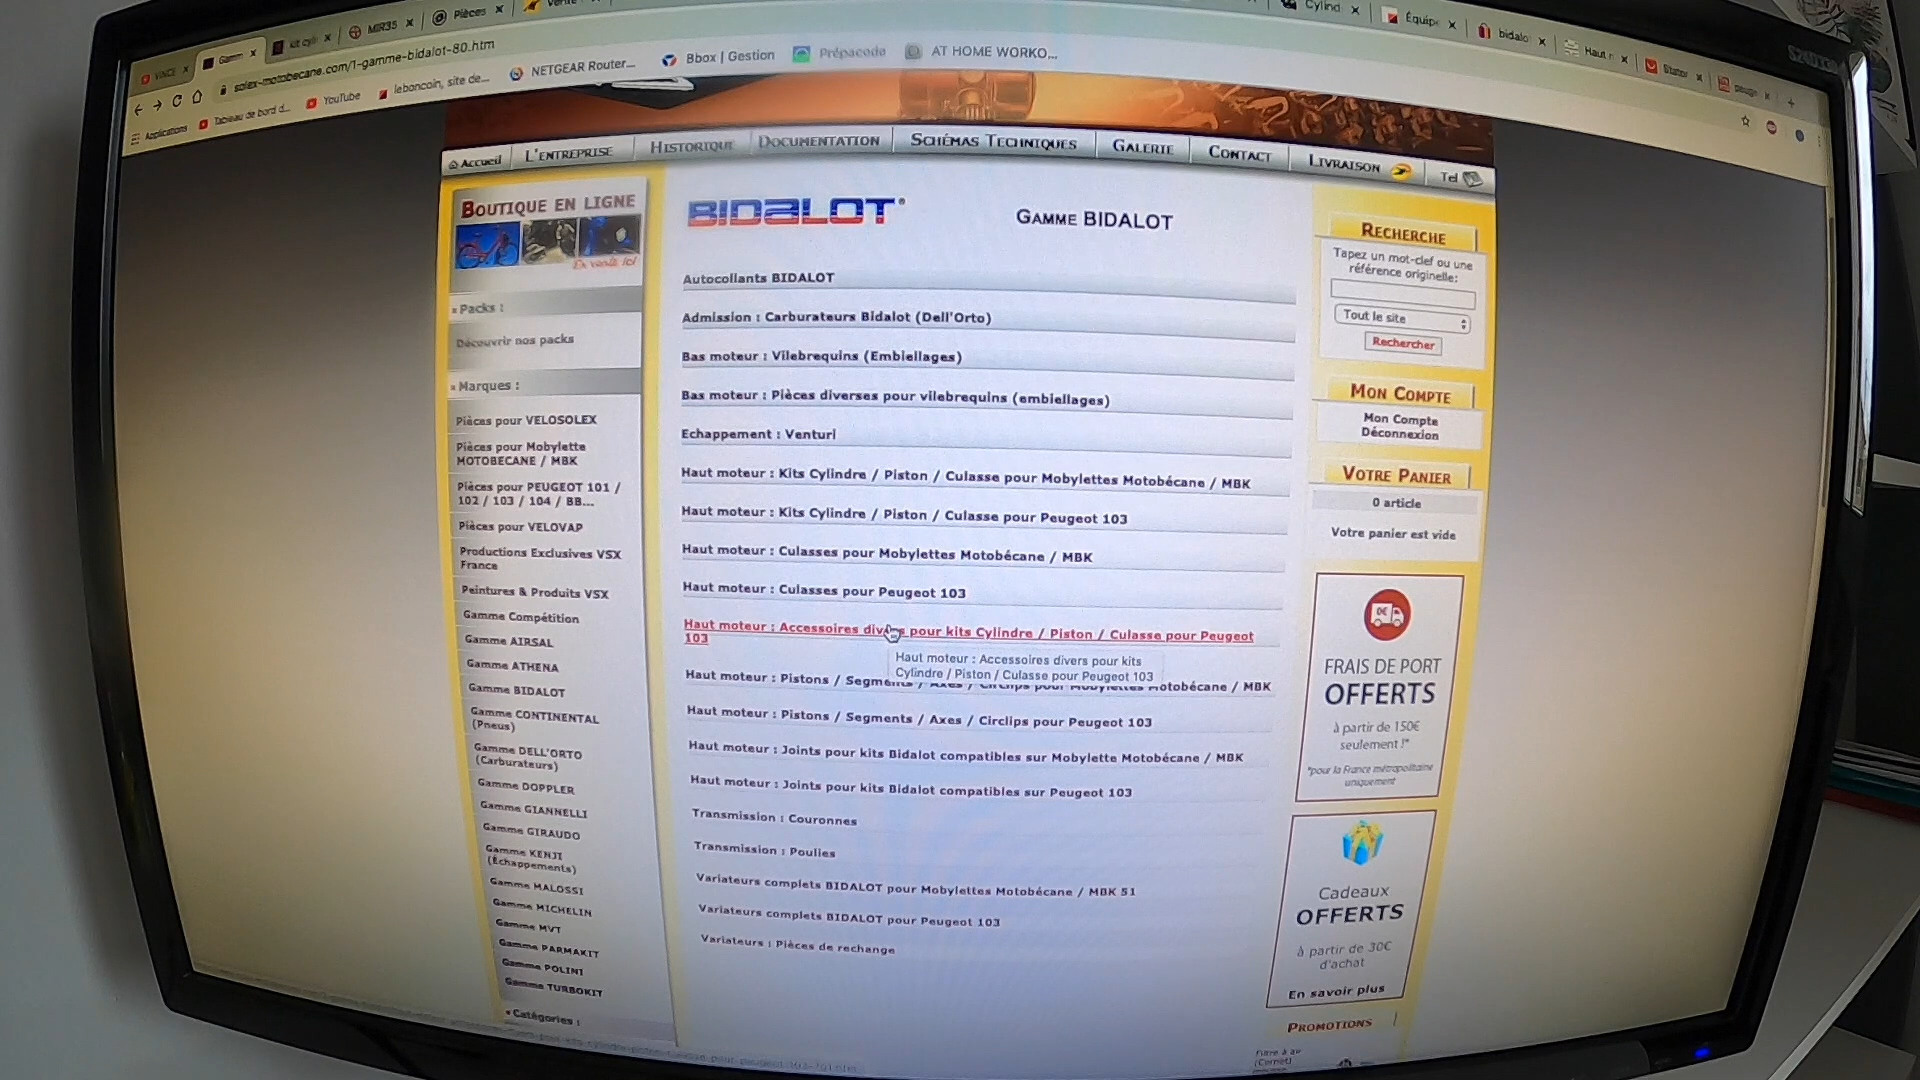 VINCE
Gamm
kit cyli
MIR35
Pièces
Cylind
Équip
bidalo
Haut r
Stator
solex-motobecane.com/1-gamme-bidalot-80.htm
Applications
Tableau de bord d...
YouTube
leboncoin, site de...
NETGEAR Router...
Bbox | Gestion
Prépacode
AT HOME WORKO...
Accueil
L'ENTREPRISE
HISTORIQUE
DOCUMENTATION
SCHÉMAS TECHNIQUES
GALERIE
CONTACT
LIVRAISON
Tel
BOUTIQUE EN LIGNE
En vente ici
Packs :
Découvrir nos packs
Marques :
Pièces pour VELOSOLEX
Pièces pour Mobylette
MOTOBECANE / MBK
Pièces pour PEUGEOT 101 /
102 / 103 / 104 / BB...
Pièces pour VELOVAP
Productions Exclusives VSX
France
Peintures & Produits VSX
Gamme Compétition
Gamme AIRSAL
Gamme ATHENA
Gamme BIDALOT
Gamme CONTINENTAL
(Pneus)
Gamme DELL'ORTO
(Carburateurs)
Gamme DOPPLER
Gamme GIANNELLI
Gamme GIRAUDO
Gamme KENJI
(Échappements)
Gamme MALOSSI
Gamme MICHELIN
Gamme MVT
Gamme PARMAKIT
Gamme POLINI
Gamme TURBOKIT
Catégories :
BIDALOT®
GAMME BIDALOT
Autocollants BIDALOT
Admission : Carburateurs Bidalot (Dell'Orto)
Bas moteur : Vilebrequins (Embiellages)
Bas moteur : Pièces diverses pour vilebrequins (embiellages)
Echappement : Venturi
Haut moteur : Kits Cylindre / Piston / Culasse pour Mobylettes Motobécane / MBK
Haut moteur : Kits Cylindre / Piston / Culasse pour Peugeot 103
Haut moteur : Culasses pour Mobylettes Motobécane / MBK
Haut moteur : Culasses pour Peugeot 103
Haut moteur : Accessoires divers pour kits Cylindre / Piston / Culasse pour Peugeot
103
Haut moteur : Accessoires divers pour kits
Cylindre / Piston / Culasse pour Peugeot 103
Haut moteur : Pistons / Segments / Axes / Circlips pour Mobylettes Motobécane / MBK
Haut moteur : Pistons / Segments / Axes / Circlips pour Peugeot 103
Haut moteur : Joints pour kits Bidalot compatibles sur Mobylette Motobécane / MBK
Haut moteur : Joints pour kits Bidalot compatibles sur Peugeot 103
Transmission : Couronnes
Transmission : Poulies
Variateurs complets BIDALOT pour Mobylettes Motobécane / MBK 51
Variateurs complets BIDALOT pour Peugeot 103
Variateurs : Pièces de rechange
RECHERCHE
Tapez un mot-clef ou une
référence originelle:
Tout le site
Rechercher
MON COMPTE
Mon Compte
Déconnexion
VOTRE PANIER
0 article
Votre panier est vide
FRAIS DE PORT
OFFERTS
à partir de 150€
seulement !*
*pour la France métropolitaine
uniquement
Cadeaux
OFFERTS
à partir de 30€
d'achat
En savoir plus
PROMOTIONS